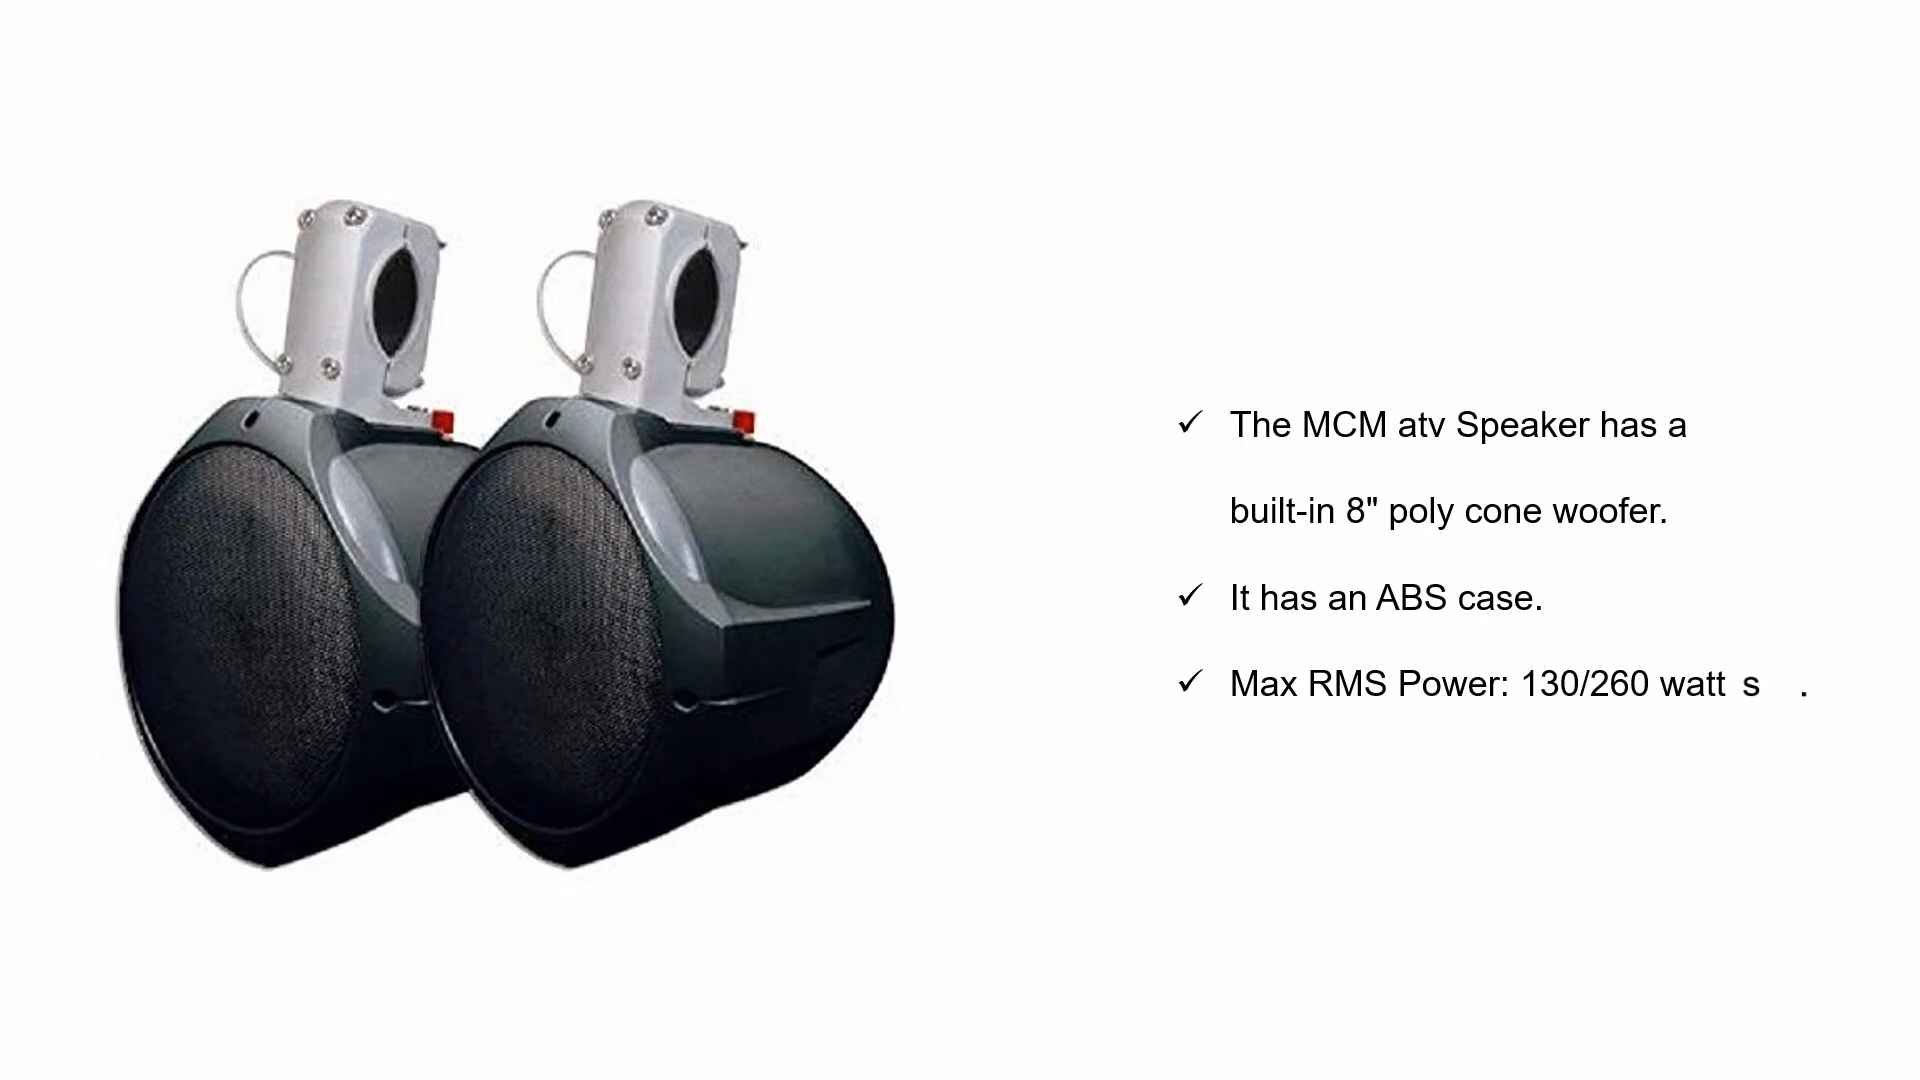 ✓ The MCM atv Speaker has a
built-in 8" poly cone woofer.
✓ It has an ABS case.
✓ Max RMS Power: 130/260 watt s .